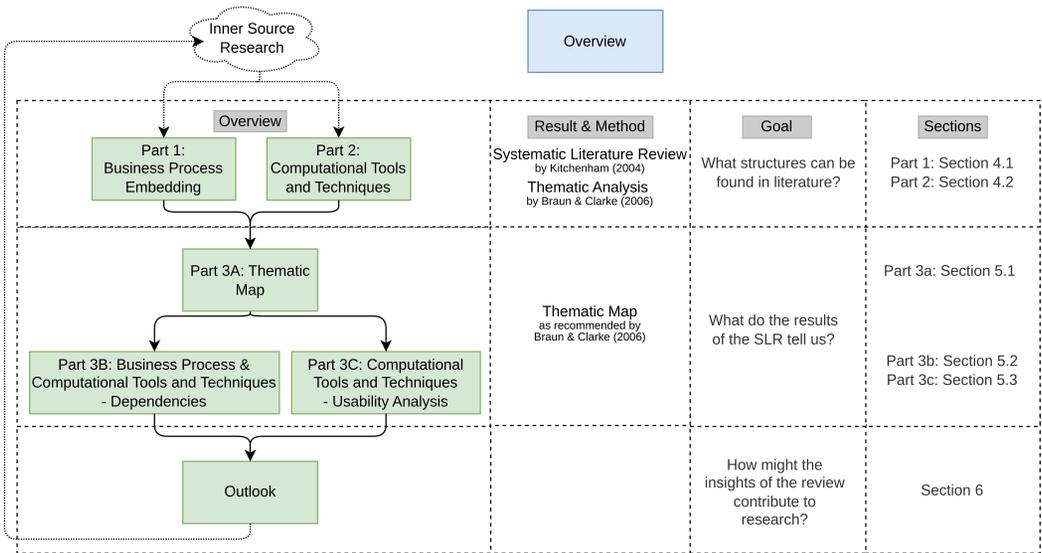 Inner Source
Research
Overview
Overview
Result & Method
Goal
Sections
Part 1:
Business Process
Embedding
Part 2:
Computational Tools
and Techniques
Systematic Literature Review
by Kitchenham (2004)
Thematic Analysis
by Braun & Clarke (2006)
What structures can be
found in literature?
Part 1: Section 4.1
Part 2: Section 4.2
Part 3A: Thematic
Map
Part 3B: Business Process &
Computational Tools and Techniques
- Dependencies
Part 3C: Computational
Tools and Techniques
- Usability Analysis
Thematic Map
as recommended by
Braun & Clarke (2006)
What do the results
of the SLR tell us?
Part 3a: Section 5.1
Part 3b: Section 5.2
Part 3c: Section 5.3
Outlook
How might the
insights of the review
contribute to
research?
Section 6